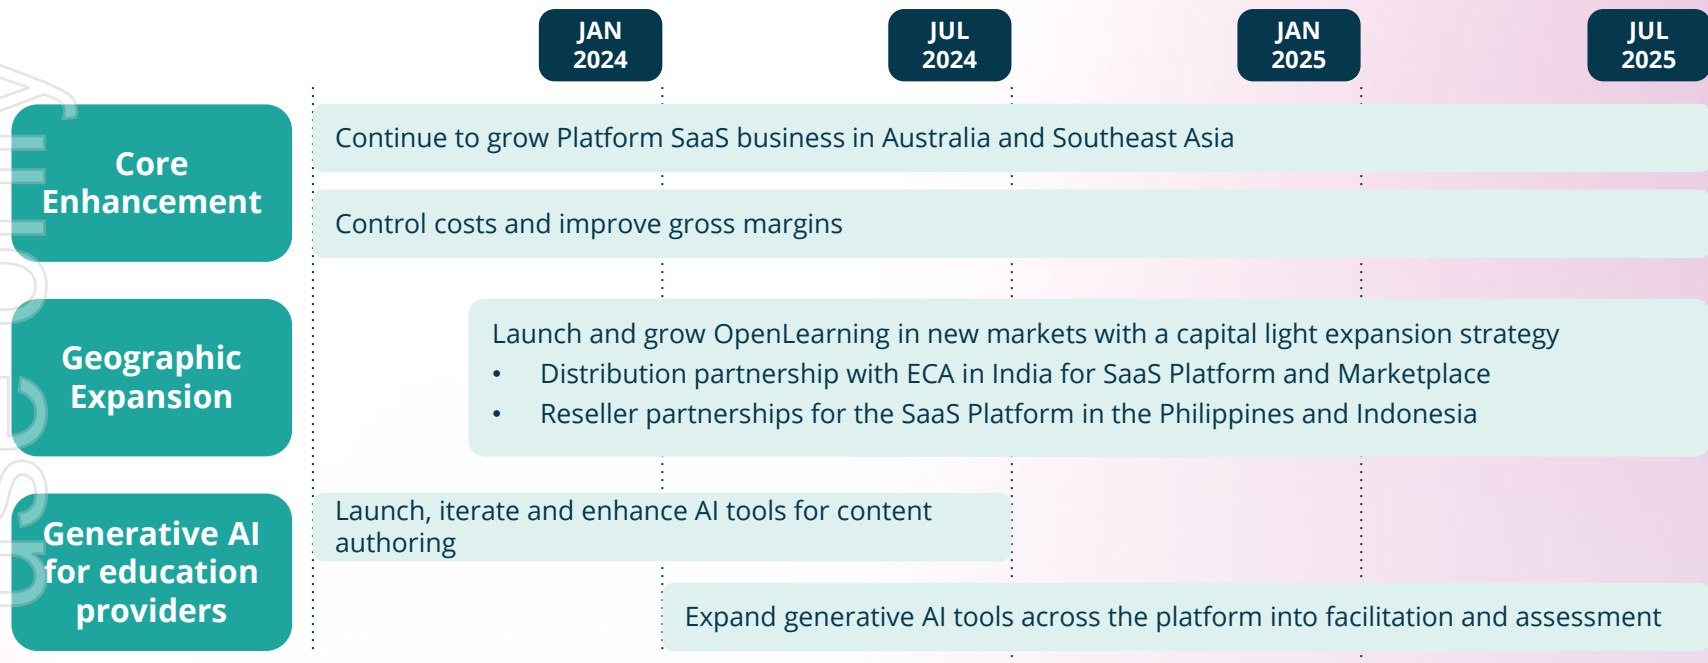 JAN
2024
JUL
2024
JAN
2025
JUL
2025
Core
Enhancement
Continue to grow Platform SaaS business in Australia and Southeast Asia
Control costs and improve gross margins
Geographic
Expansion
Launch and grow OpenLearning in new markets with a capital light expansion strategy
• Distribution partnership with ECA in India for SaaS Platform and Marketplace
• Reseller partnerships for the SaaS Platform in the Philippines and Indonesia
Generative AI
for education
providers
Launch, iterate and enhance AI tools for content
authoring
Expand generative AI tools across the platform into facilitation and assessment
use only